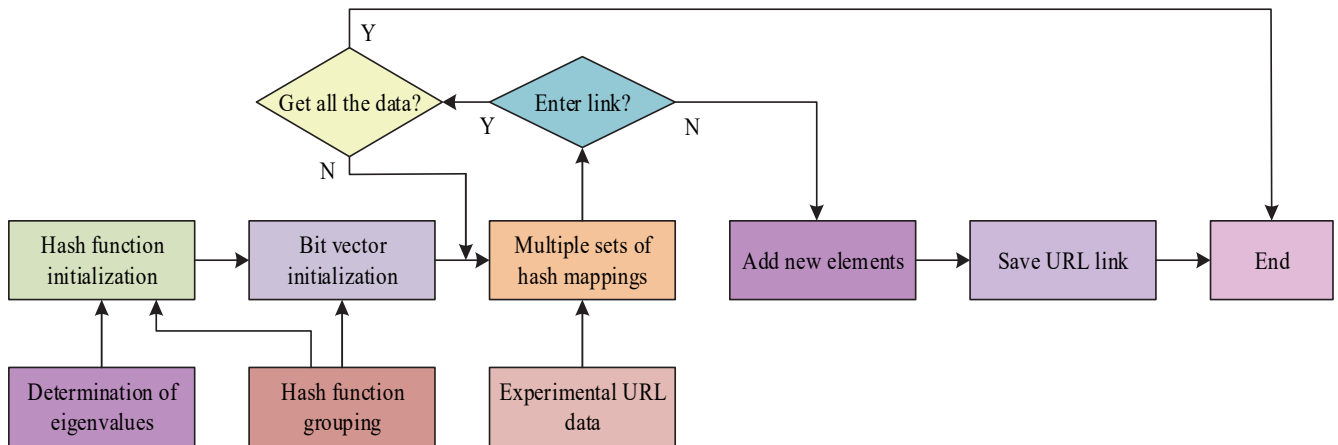 Y
Get all the data?
Enter link?
Y
N
N
Hash function
initialization
Bit vector
initialization
Multiple sets of
hash mappings
Add new elements
Save URL link
End
Determination of
eigenvalues
Hash function
grouping
Experimental URL
data